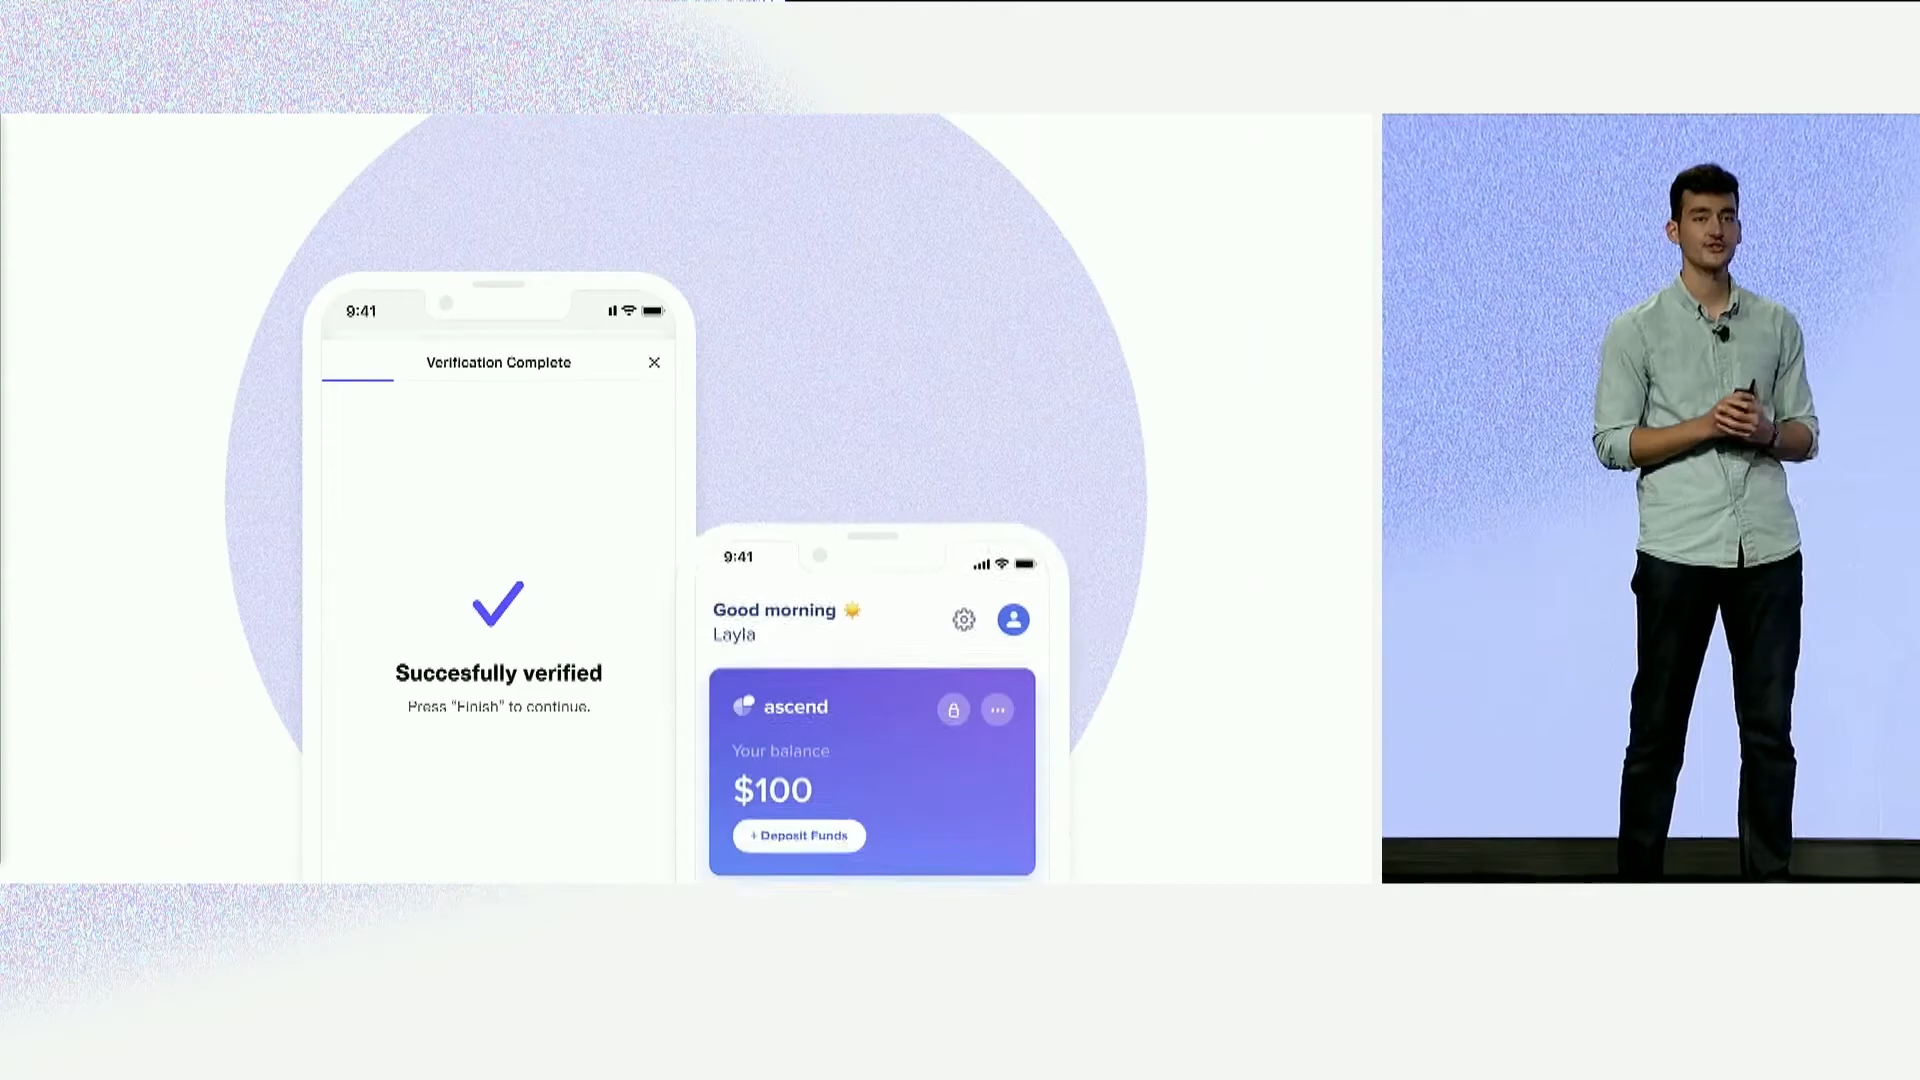 9:41
Verification Complete
Succesfully verified
Press “Finish” to continue.
9:41
Good morning ☀️
Layla
ascend
Your balance
$100
+ Deposit Funds